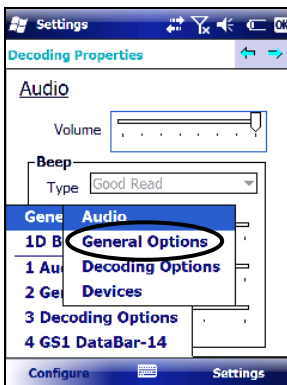 Settings OK
Decoding Properties
Audio
Volume
Beep
Type Good Read
Gene Audio
1D B General Options
1 Au Decoding Options
2 Ge Devices
3 Decoding Options
4 GS1 DataBar-14
Configure Settings